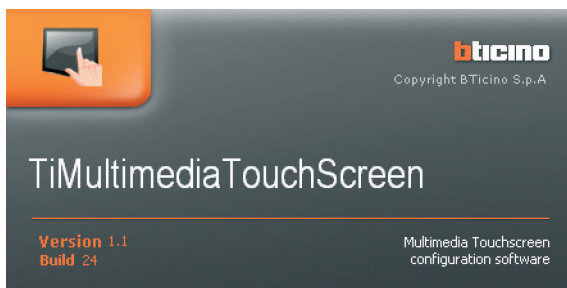 bticino
Copyright BTicino S.p.A
TiMultimediaTouchScreen
Version 1.1
Build 24
Multimedia Touchscreen
configuration software